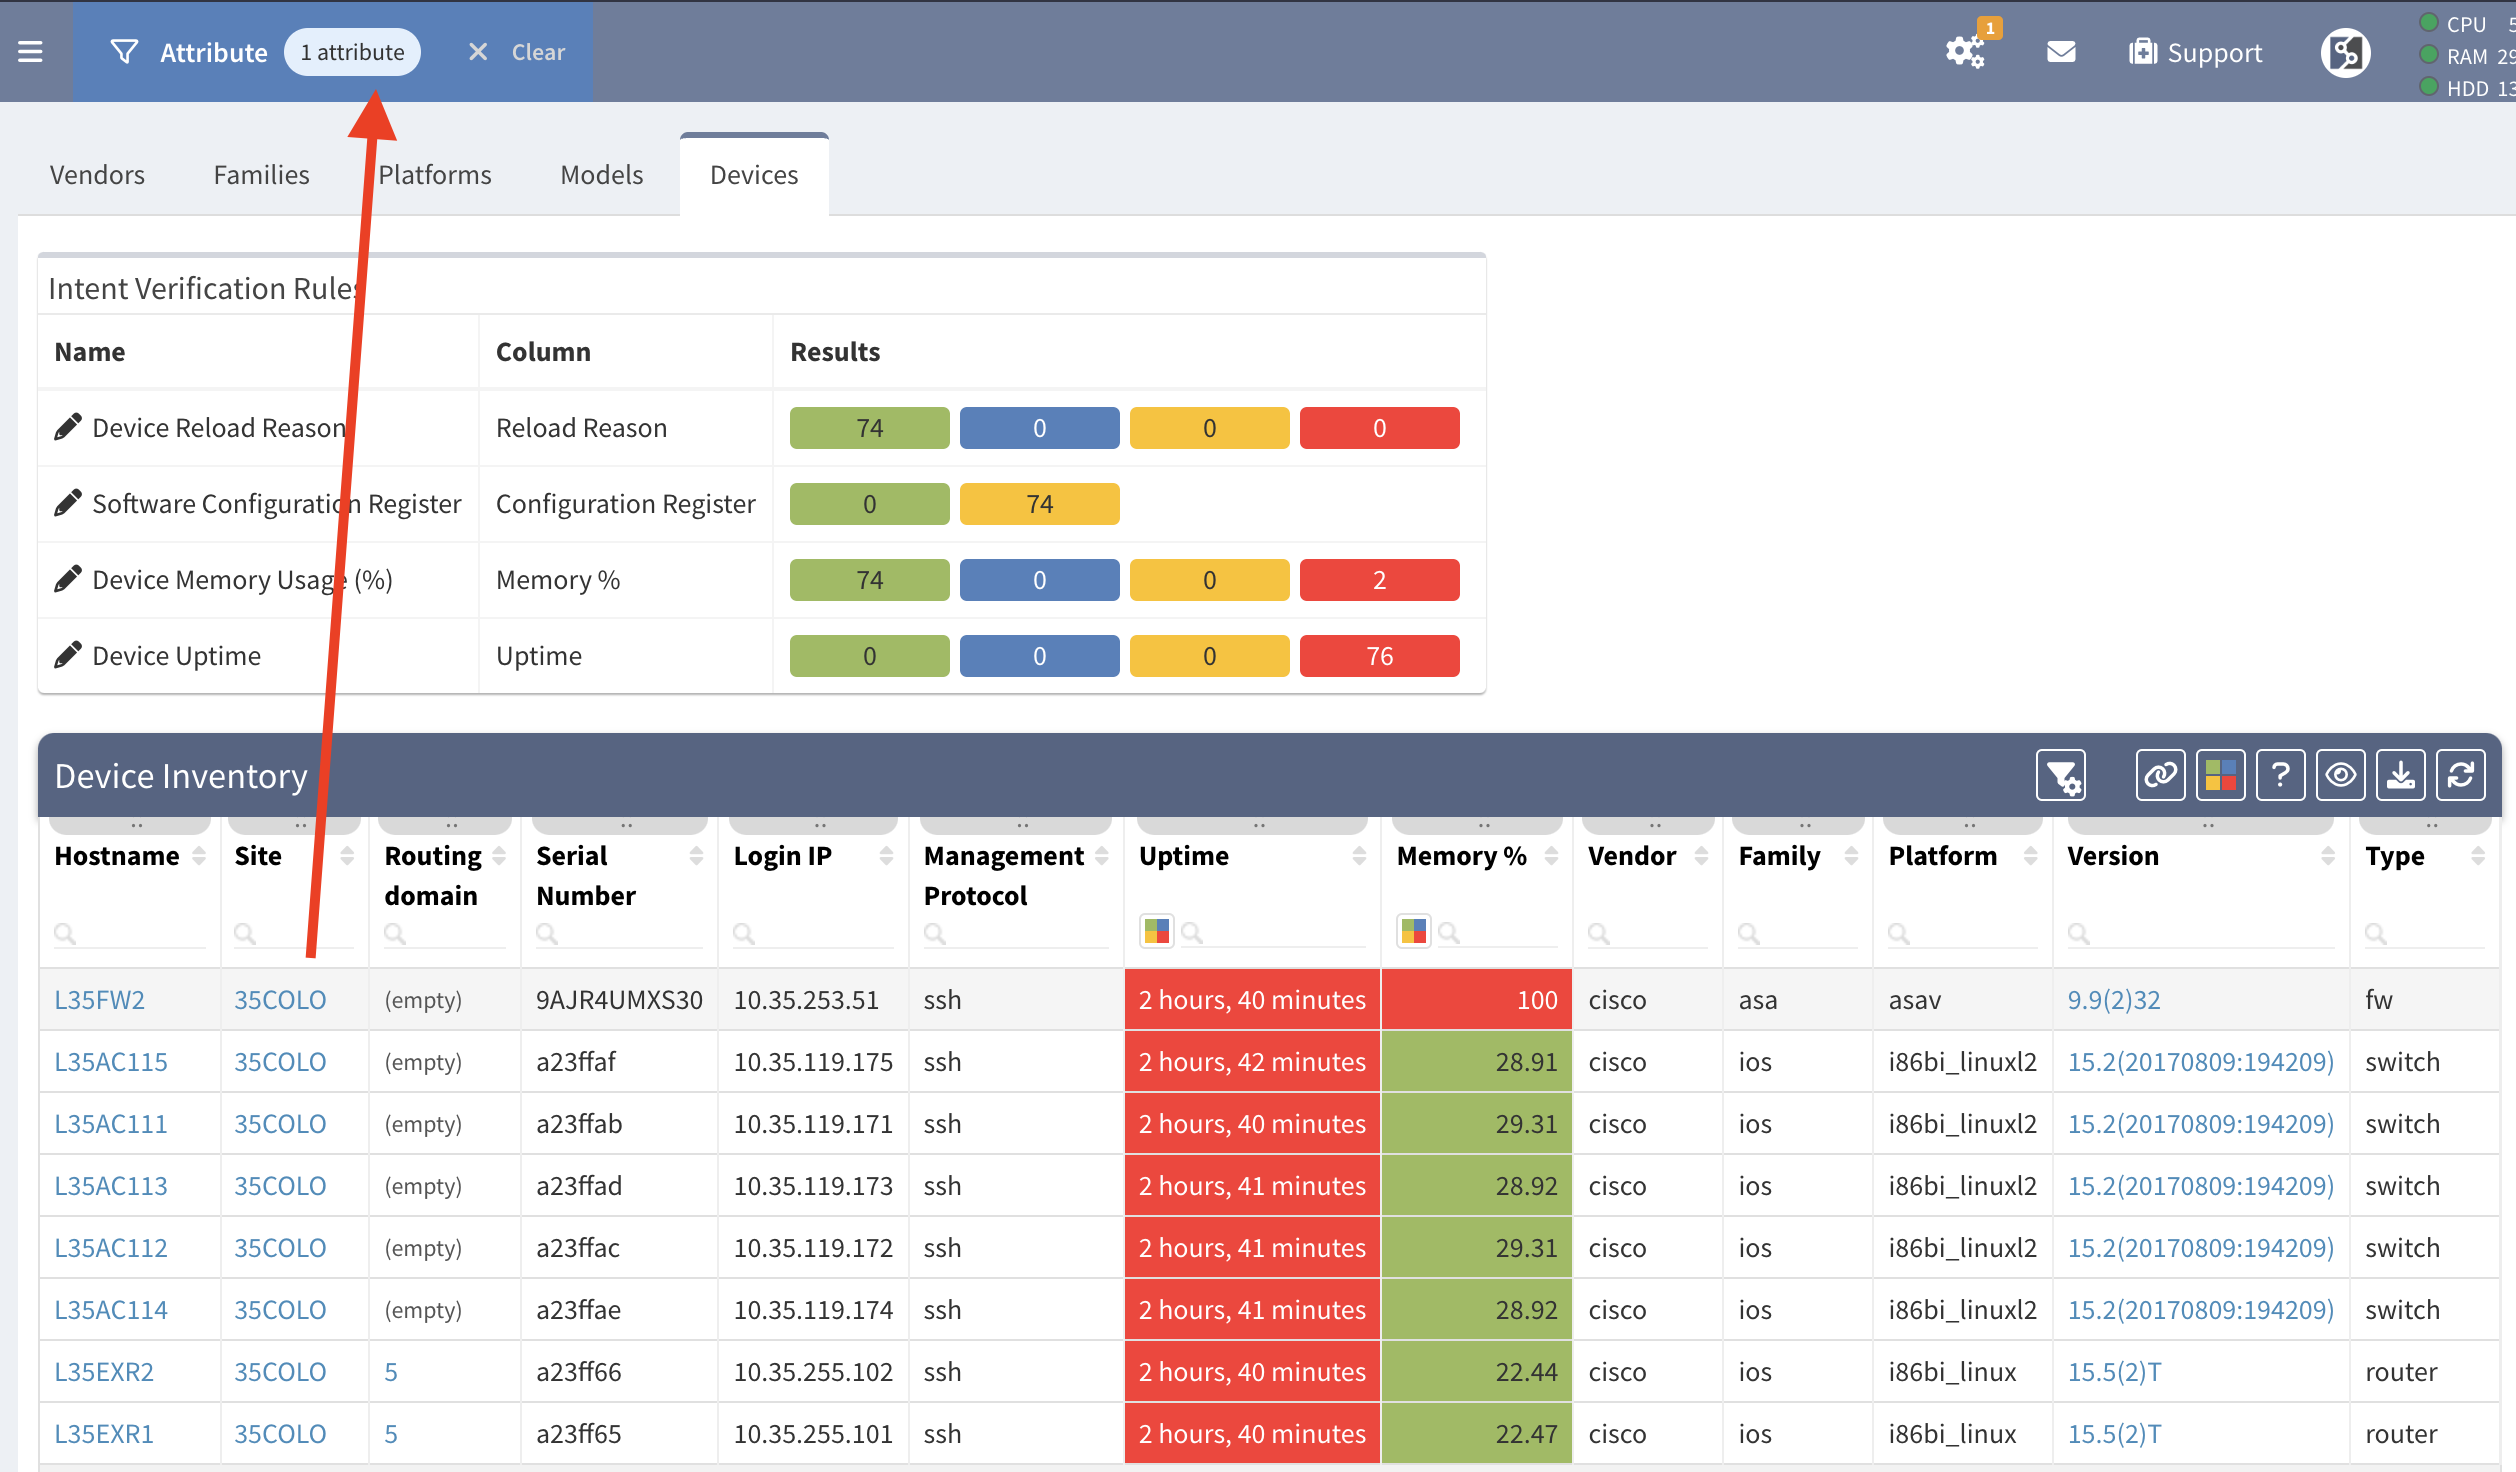 Attribute 1 attribute Clear
1
Support
CPU 5
RAM 29
HDD 13
Vendors Families Platforms Models Devices
Intent Verification Rules
Name Column Results
Device Reload Reason Reload Reason 74 0 0 0
Software Configuration Register Configuration Register 0 74
Device Memory Usage (%) Memory % 74 0 0 2
Device Uptime Uptime 0 0 0 76
Device Inventory ?
Hostname Site Routing domain Serial Number Login IP Management Protocol Uptime Memory % Vendor Family Platform Version Type
L35FW2 35COLO (empty) 9AJR4UMXS30 10.35.253.51 ssh 2 hours, 40 minutes 100 cisco asa asav 9.9(2)32 fw
L35AC115 35COLO (empty) a23ffaf 10.35.119.175 ssh 2 hours, 42 minutes 28.91 cisco ios i86bi_linuxl2 15.2(20170809:194209) switch
L35AC111 35COLO (empty) a23ffab 10.35.119.171 ssh 2 hours, 40 minutes 29.31 cisco ios i86bi_linuxl2 15.2(20170809:194209) switch
L35AC113 35COLO (empty) a23ffad 10.35.119.173 ssh 2 hours, 41 minutes 28.92 cisco ios i86bi_linuxl2 15.2(20170809:194209) switch
L35AC112 35COLO (empty) a23ffac 10.35.119.172 ssh 2 hours, 41 minutes 29.31 cisco ios i86bi_linuxl2 15.2(20170809:194209) switch
L35AC114 35COLO (empty) a23ffae 10.35.119.174 ssh 2 hours, 41 minutes 28.92 cisco ios i86bi_linuxl2 15.2(20170809:194209) switch
L35EXR2 35COLO 5 a23ff66 10.35.255.102 ssh 2 hours, 40 minutes 22.44 cisco ios i86bi_linux 15.5(2)T router
L35EXR1 35COLO 5 a23ff65 10.35.255.101 ssh 2 hours, 40 minutes 22.47 cisco ios i86bi_linux 15.5(2)T router